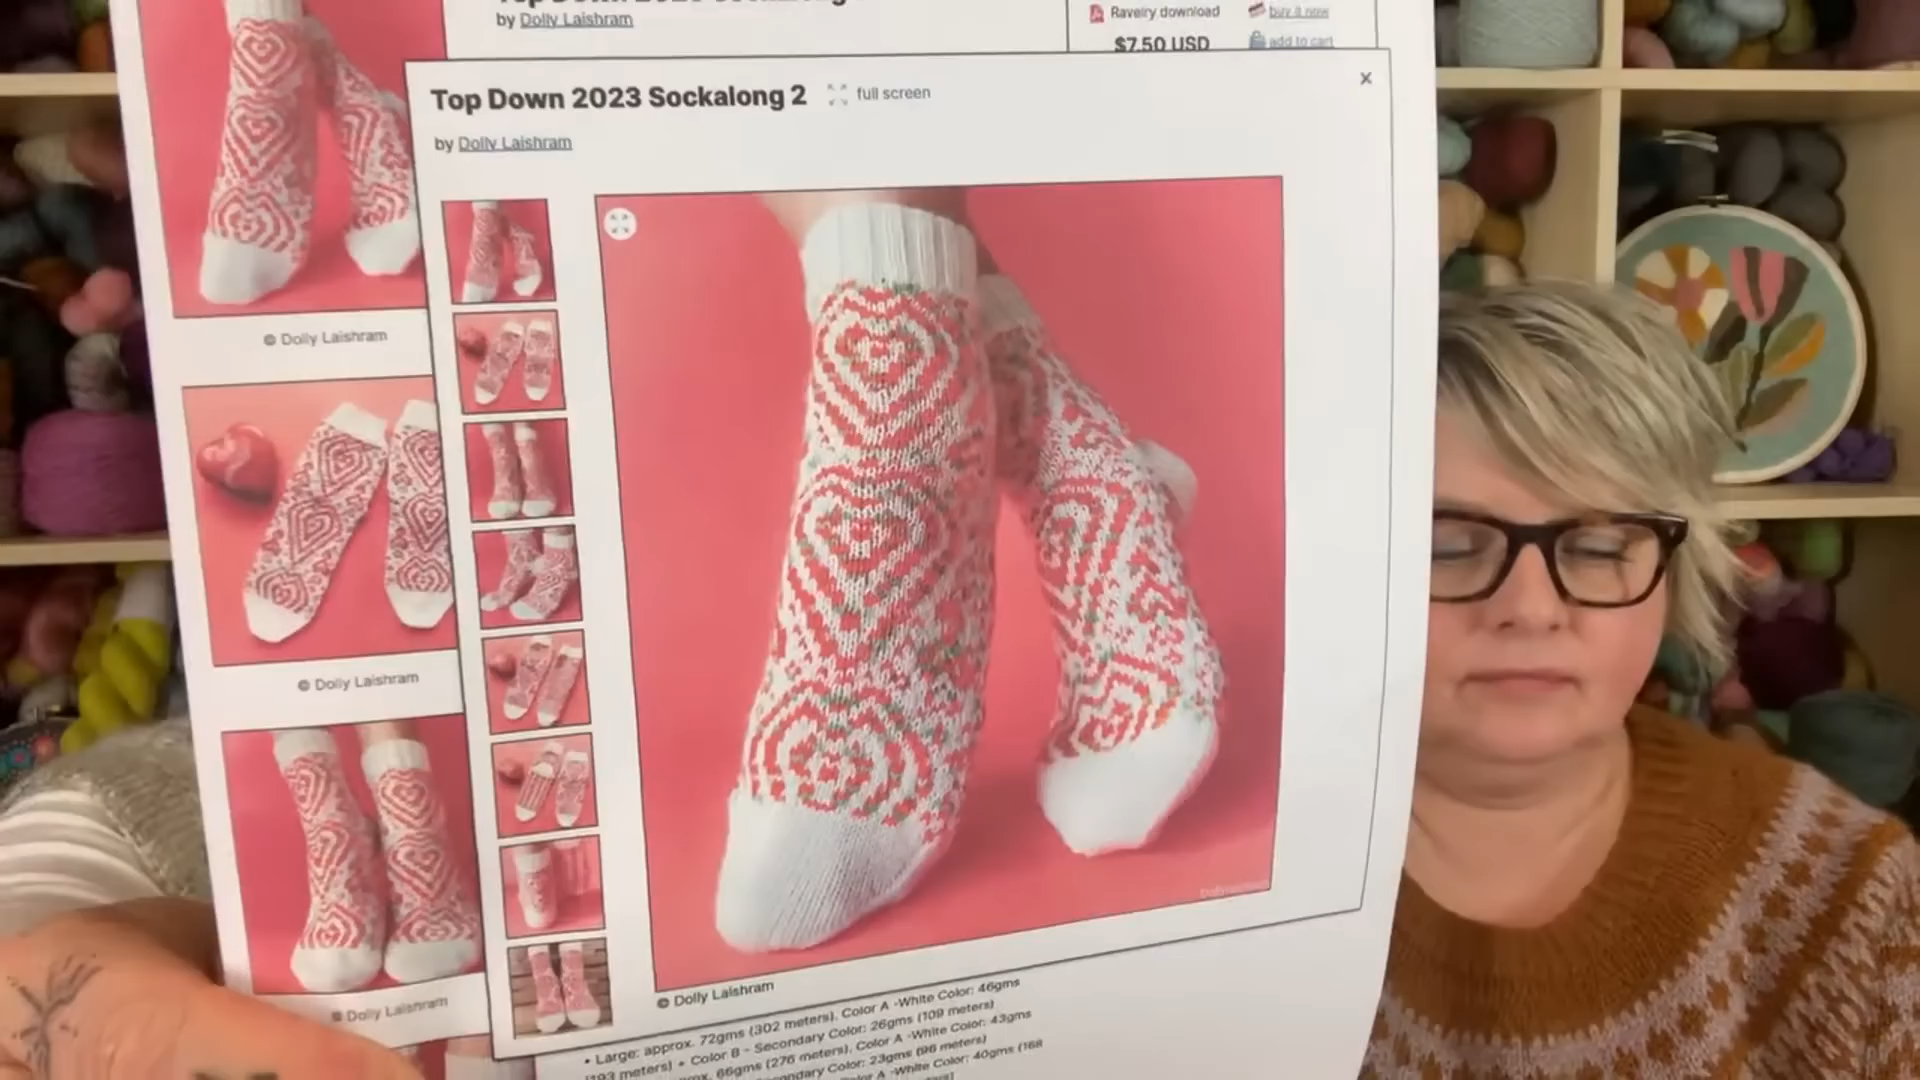 by Dolly Laishram
Ravelry download
buy it now
$7.50 USD
add to cart
Top Down 2023 Sockalong 2
full screen
by Dolly Laishram
© Dolly Laishram
© Dolly Laishram
© Dolly Laishram
© Dolly Laishram
• Large: approx. 72gms (302 meters). Color A -White Color: 46gms
(193 meters) • Color B - Secondary Color: 26gms (109 meters)
66gms (276 meters). Color A -White Color: 43gms
Color: 23gms (96 meters)
A -White Color: 40gms (168